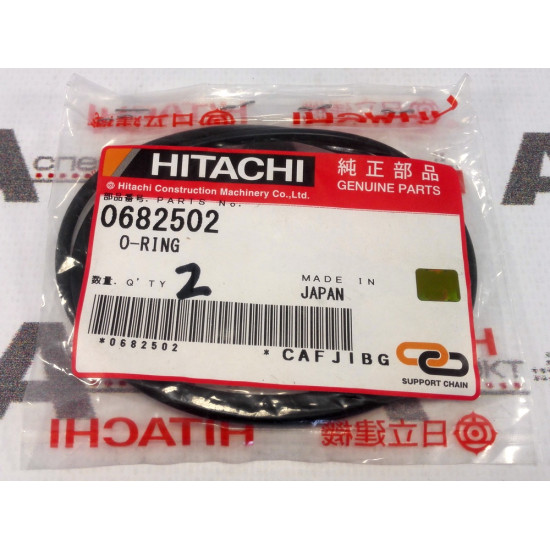 HITACHI
純正部品
GENUINE PARTS
© Hitachi Construction Machinery Co.,Ltd.
部品番号. PARTS No.
0682502
O-RING
数量. Q'TY 2
MADE IN
JAPAN
*0682502 * CAFJIBG
SUPPORT CHAIN
HITACHI
日立建機